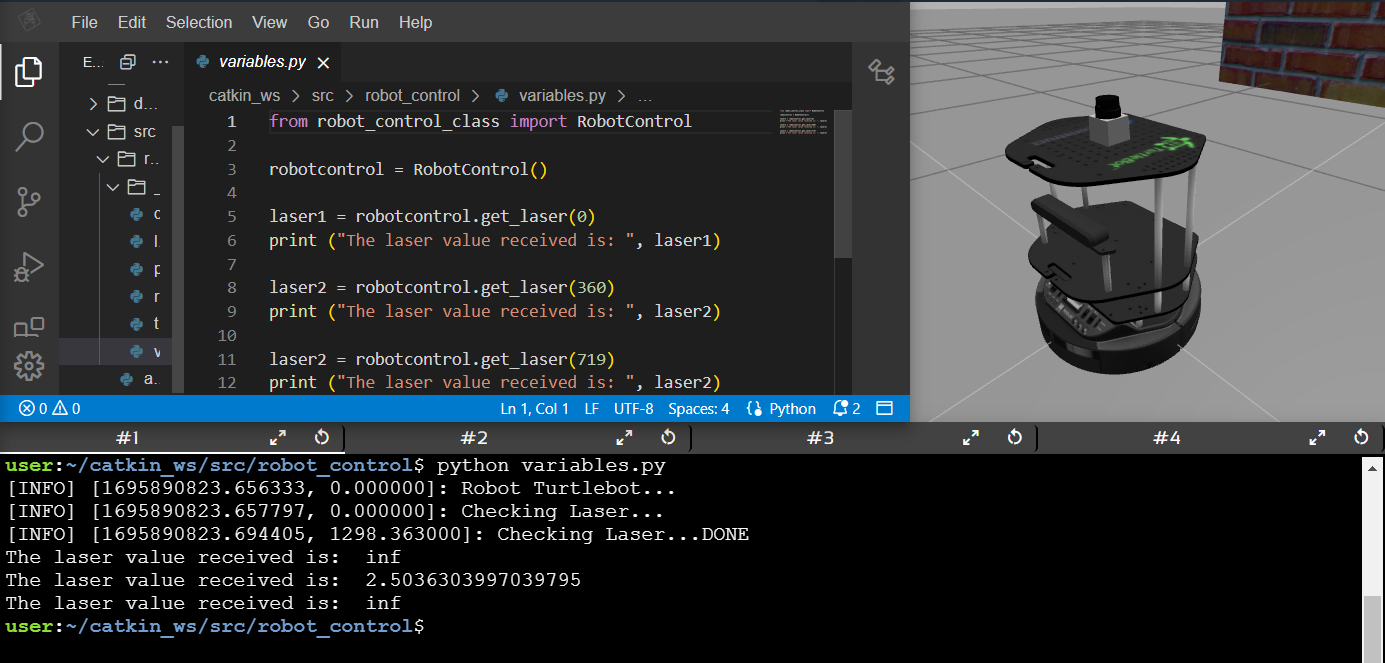 File Edit Selection View Go Run Help
E... ...
variables.py
catkin_ws > src > robot_control > variables.py > ...
d...
src
r..
_
l.
t
v
a.
1 from robot_control_class import RobotControl
2
3 robotcontrol = RobotControl()
4
5 laser1 = robotcontrol.get_laser(0)
6 print ("The laser value received is: ", laser1)
7
8 laser2 = robotcontrol.get_laser(360)
9 print ("The laser value received is: ", laser2)
10
11 laser2 = robotcontrol.get_laser(719)
12 print ("The laser value received is: ", laser2)
0 0 Ln 1, Col 1 LF UTF-8 Spaces: 4 Python 2
TurtleBot
#1 #2 #3 #4
user:~/catkin_ws/src/robot_control$ python variables.py
[INFO] [1695890823.656333, 0.000000]: Robot Turtlebot...
[INFO] [1695890823.657797, 0.000000]: Checking Laser...
[INFO] [1695890823.694405, 1298.363000]: Checking Laser...DONE
The laser value received is:  inf
The laser value received is:  2.5036303997039795
The laser value received is:  inf
user:~/catkin_ws/src/robot_control$